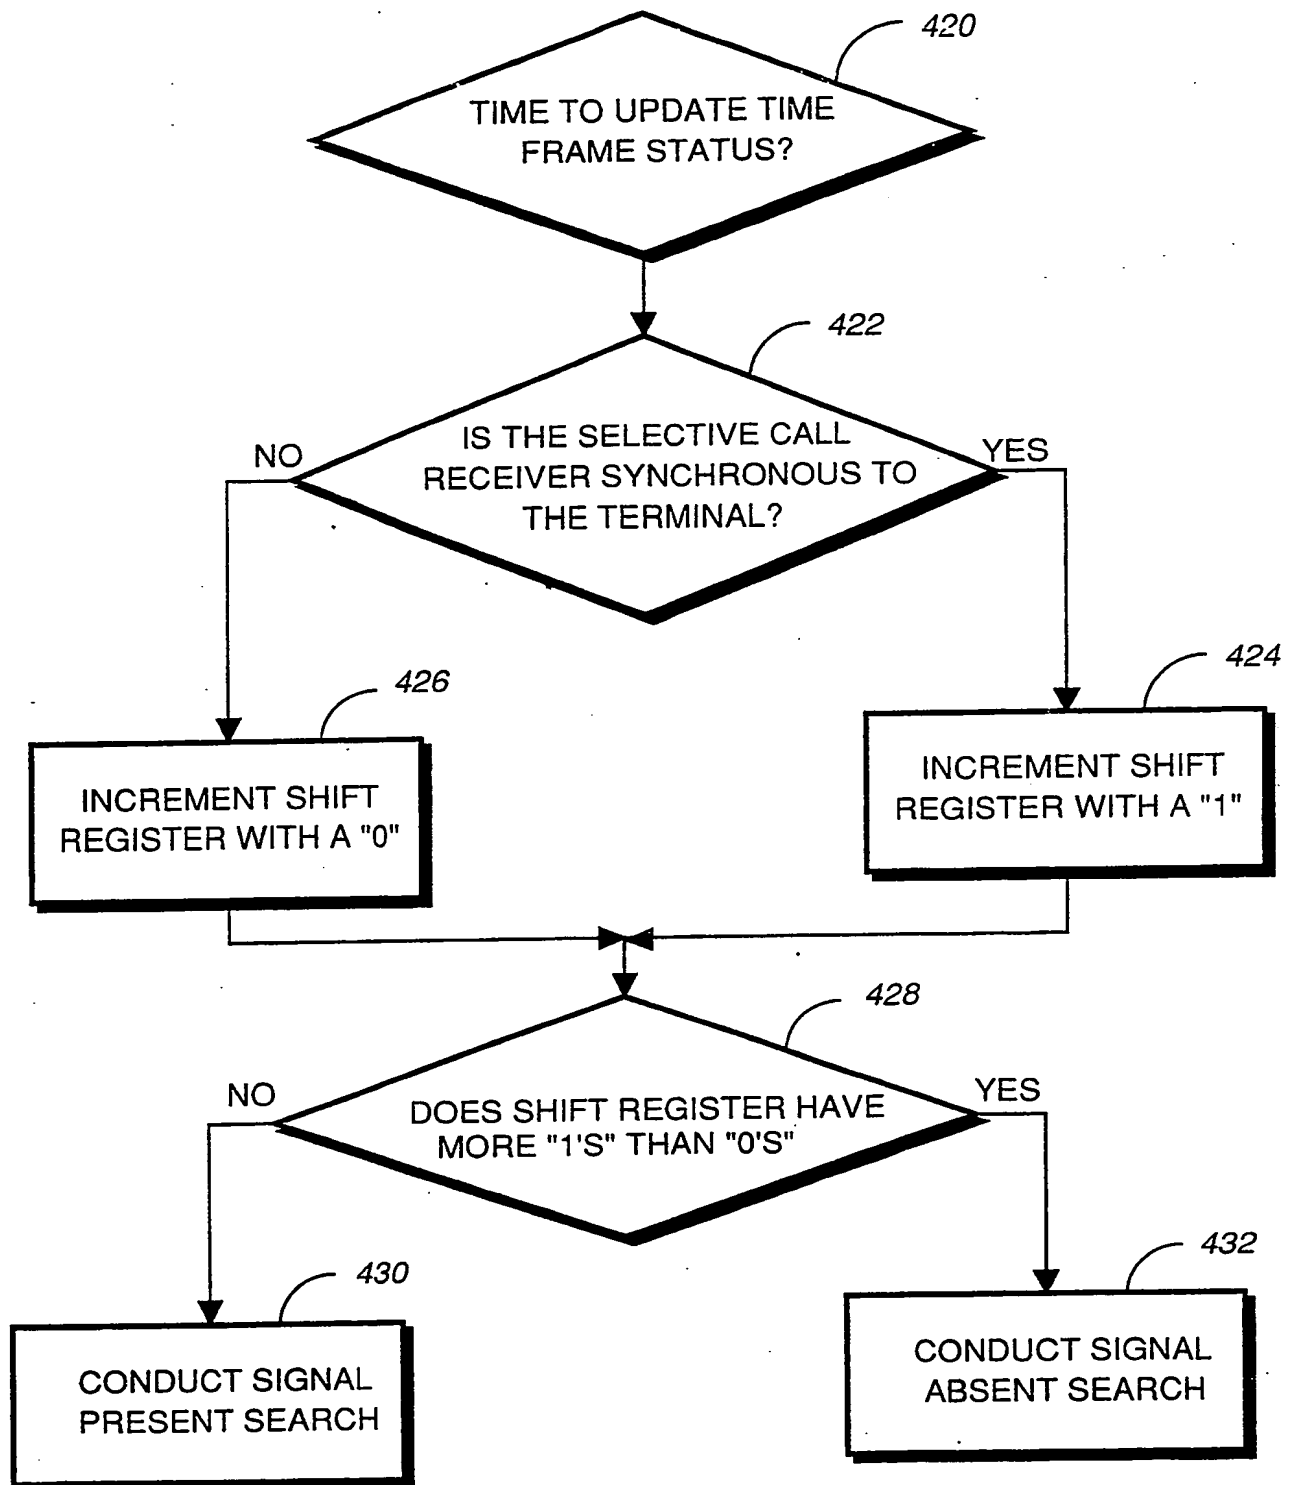 420
TIME TO UPDATE TIME
FRAME STATUS?
422
IS THE SELECTIVE CALL
RECEIVER SYNCHRONOUS TO
THE TERMINAL?
NO
YES
426
424
INCREMENT SHIFT
REGISTER WITH A "0"
INCREMENT SHIFT
REGISTER WITH A "1"
428
DOES SHIFT REGISTER HAVE
MORE "1'S" THAN "0'S"
NO
YES
430
432
CONDUCT SIGNAL
PRESENT SEARCH
CONDUCT SIGNAL
ABSENT SEARCH